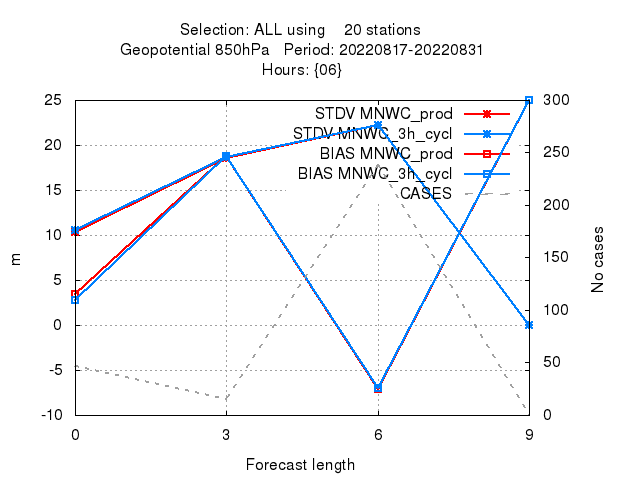 Selection: ALL using 20 stations
Geopotential 850hPa Period: 20220817-20220831
Hours: {06}
25
20
15
10
5
0
-5
-10
m
300
250
200
150
100
50
0
No cases
STDV MNWC_prod
STDV MNWC_3h_cycl
BIAS MNWC_prod
BIAS MNWC_3h_cycl
CASES
0 3 6 9
Forecast length